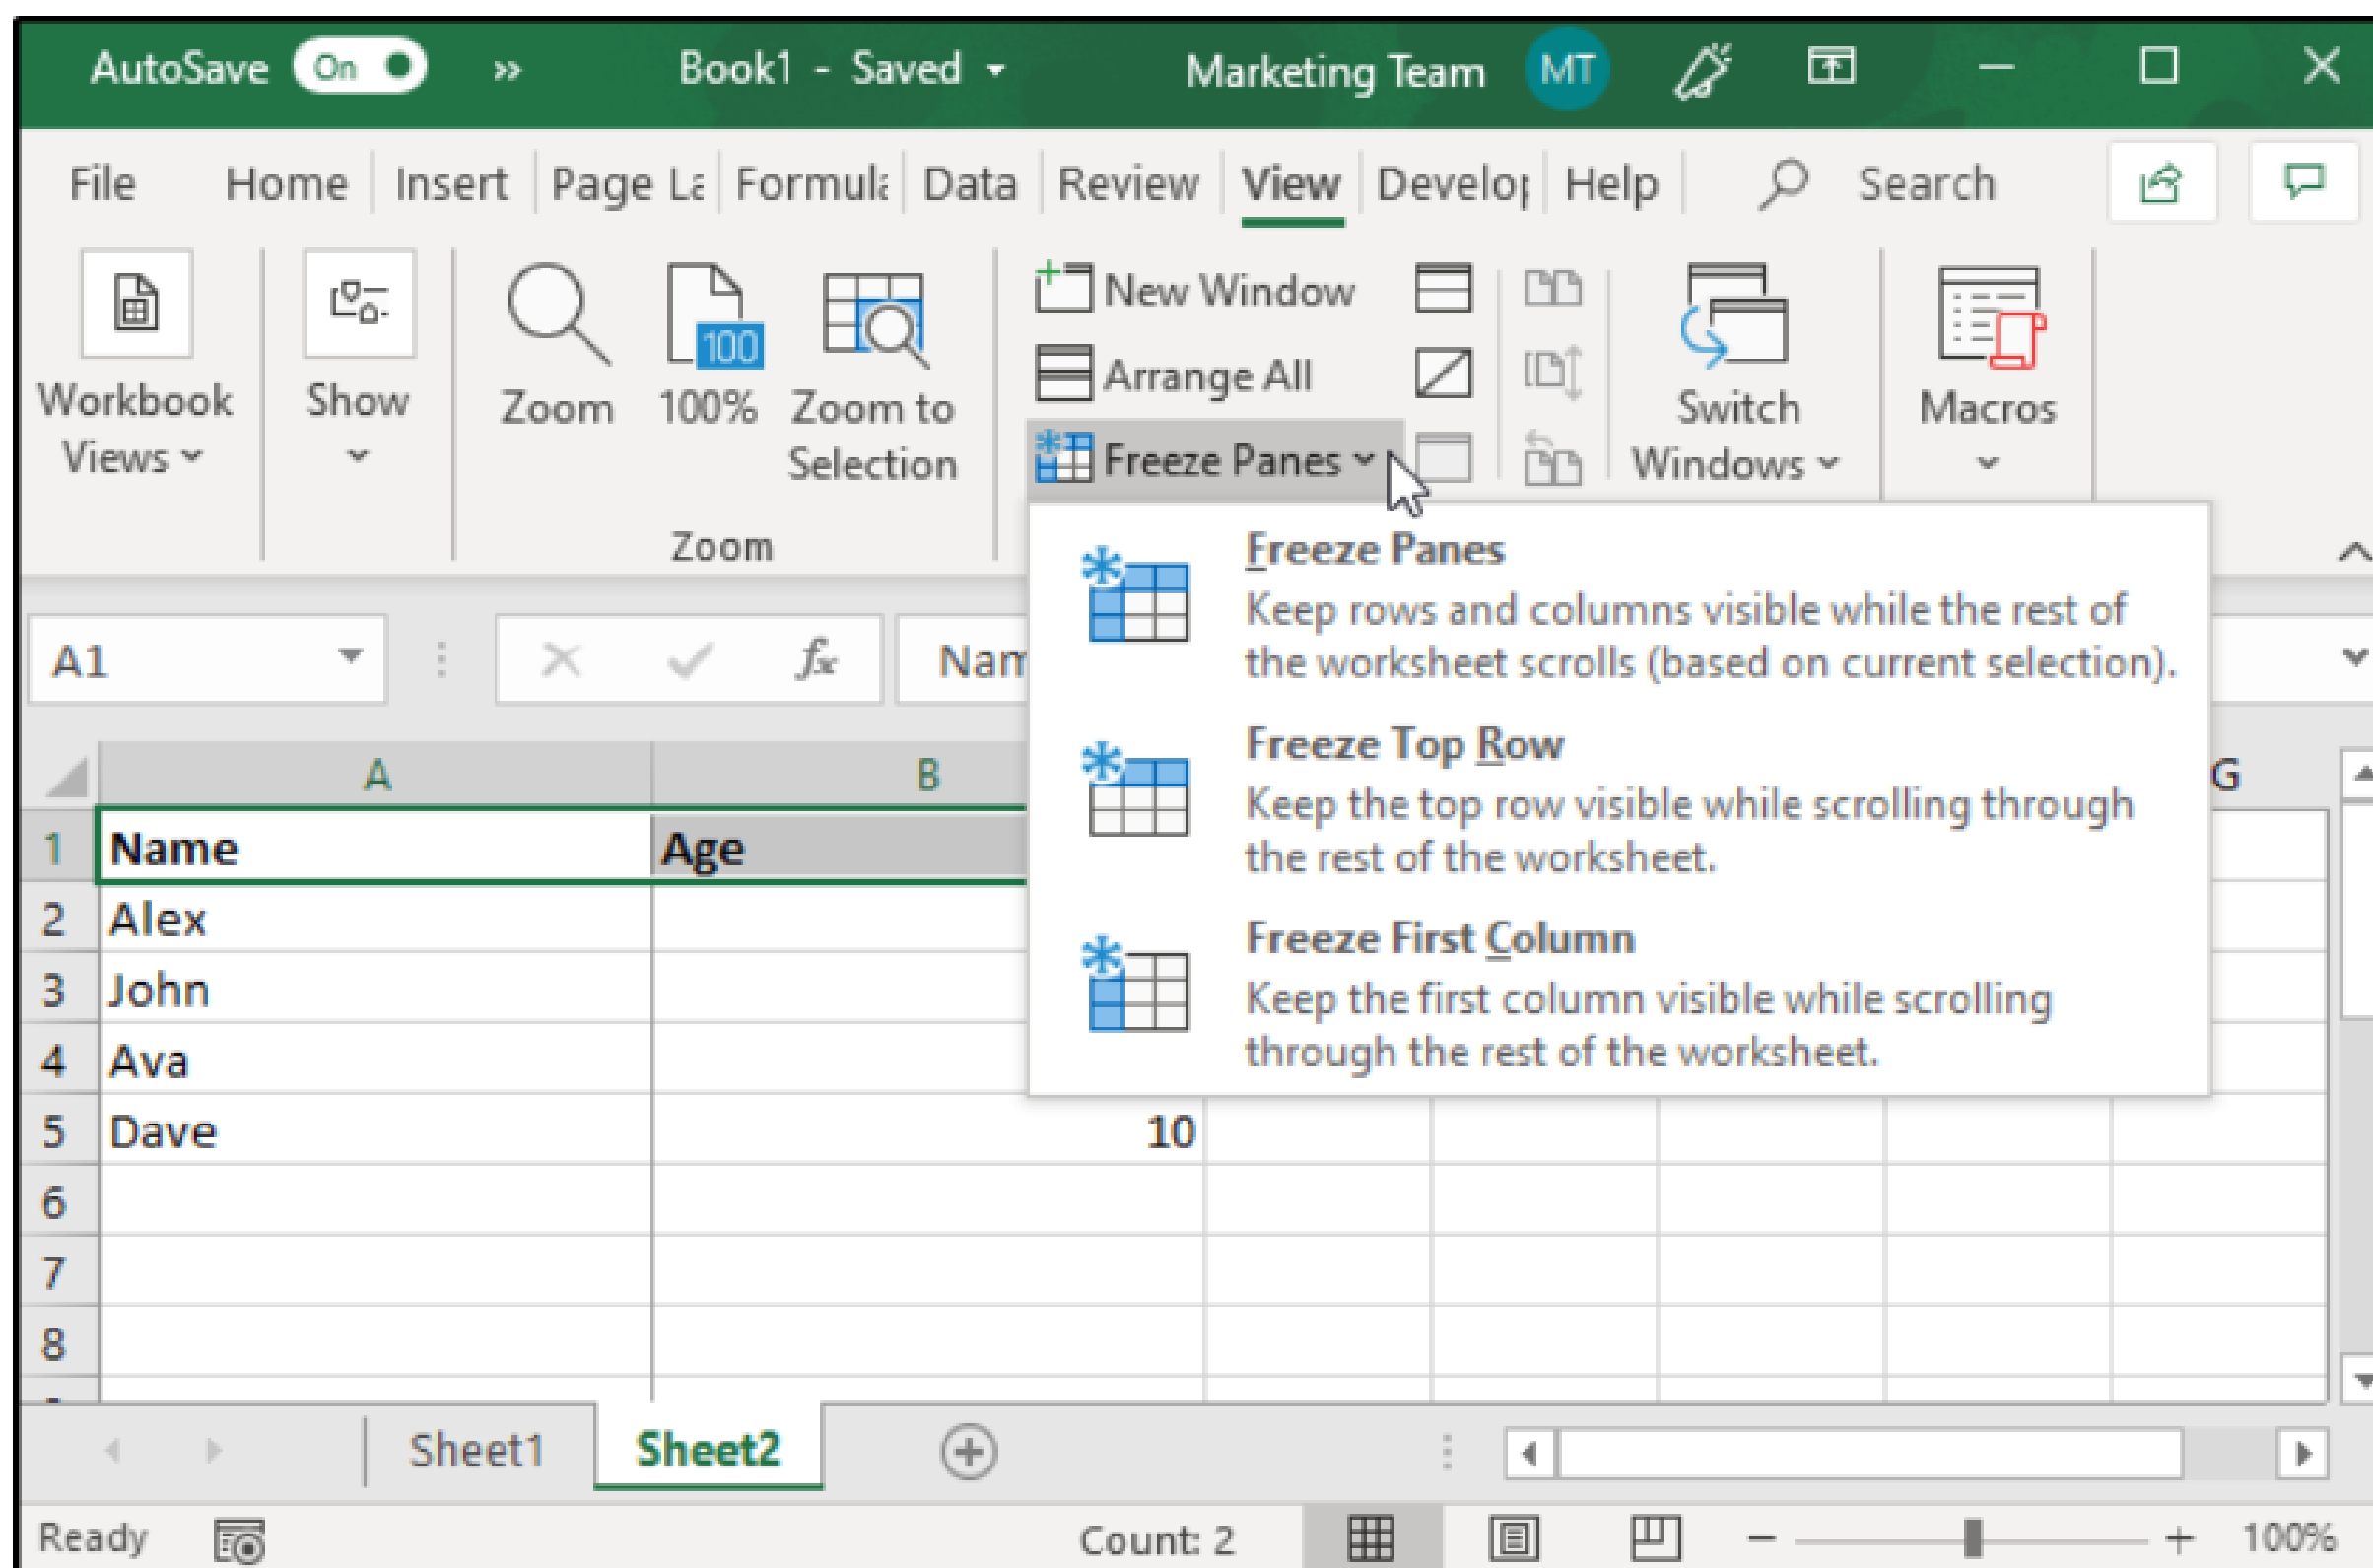 AutoSave On » Book1 - Saved Marketing Team MT
File Home Insert Page La Formula Data Review View Develop Help Search
100
New Window
Arrange All
Freeze Panes
Workbook Views
Show
Zoom
100%
Zoom to Selection
Switch Windows
Macros
Zoom
Freeze Panes
Keep rows and columns visible while the rest of
the worksheet scrolls (based on current selection).
Freeze Top Row
Keep the top row visible while scrolling through
the rest of the worksheet.
Freeze First Column
Keep the first column visible while scrolling
through the rest of the worksheet.
A1 fx Nam
A B G
1 Name Age
2 Alex
3 John
4 Ava
5 Dave 10
6
7
8
Sheet1 Sheet2
Ready Count: 2 100%